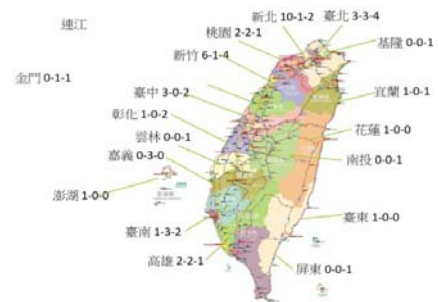 連江
新北 10-1-2
臺北 3-3-4
桃園 2-2-1
基隆 0-0-1
新竹 6-1-4
金門 0-1-1
宜蘭 1-0-1
臺中 3-0-2
彰化 1-0-2
花蓮 1-0-0
雲林 0-0-1
南投 0-0-1
嘉義 0-3-0
澎湖 1-0-0
臺東 1-0-0
臺南 1-3-2
高雄 2-2-1
屏東 0-0-1